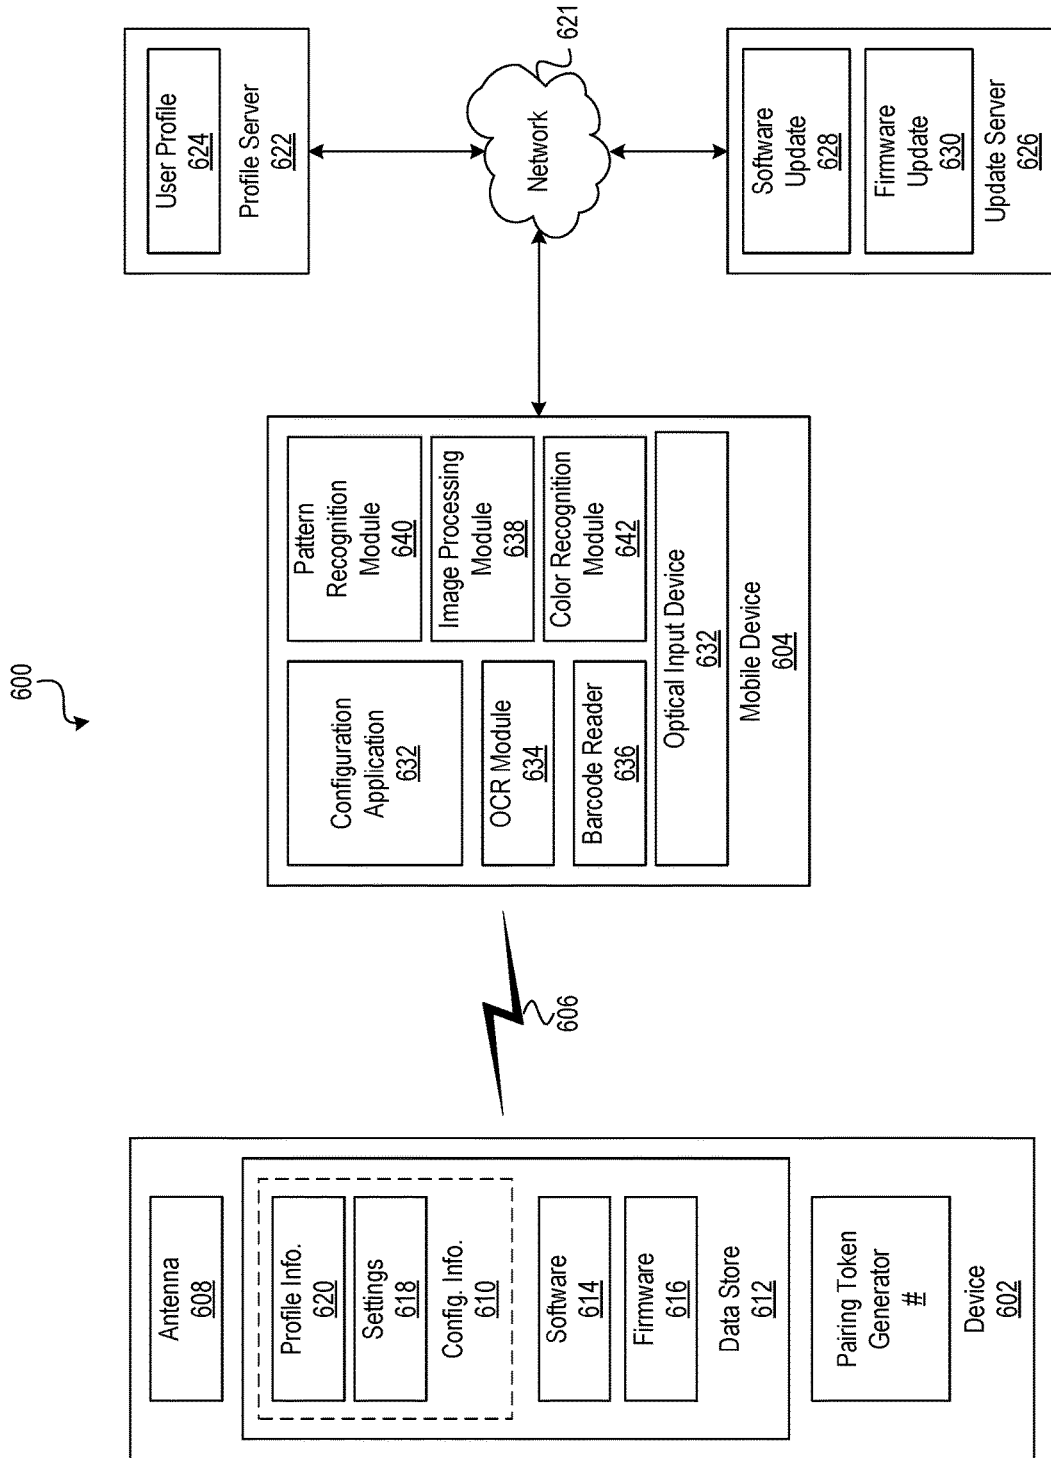 600
Antenna
608
Profile Info.
620
Settings
618
Config. Info.
610
Software
614
Firmware
616
Data Store
612
Pairing Token
Generator
#
Device
602
606
Configuration
Application
632
OCR Module
634
Barcode Reader
636
Pattern
Recognition
Module
640
Image Processing
Module
638
Color Recognition
Module
642
Optical Input Device
632
Mobile Device
604
User Profile
624
Profile Server
622
Network
621
Software
Update
628
Firmware
Update
630
Update Server
626